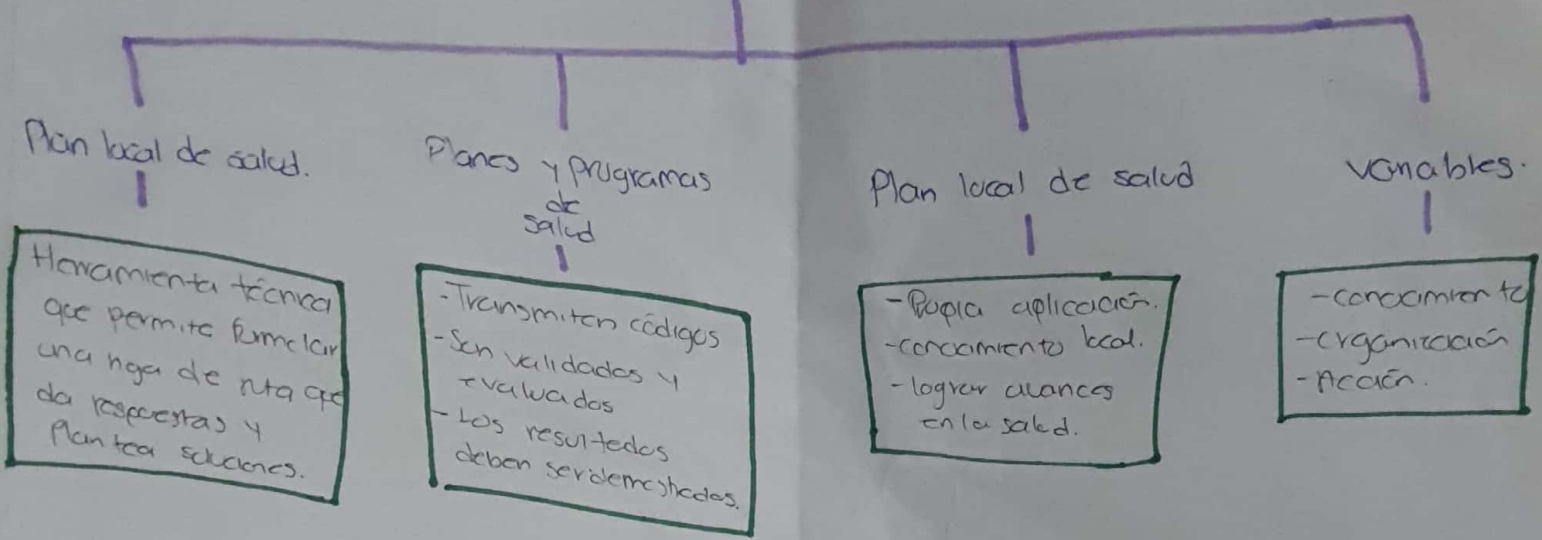 Plan local de salud.
Herramienta técnica
que permite formular
una hoja de ruta que
da respuestas y
Plantea soluciones.
Planes y programas
de
salud
-Transmiten códigos
-Son validados y
evaluados
-Los resultados
deben ser demostrados.
Plan local de salud
-Propia aplicación.
-conocimiento local.
-lograr avances
en la salud.
variables.
-conocimiento
-organización
-Acción.